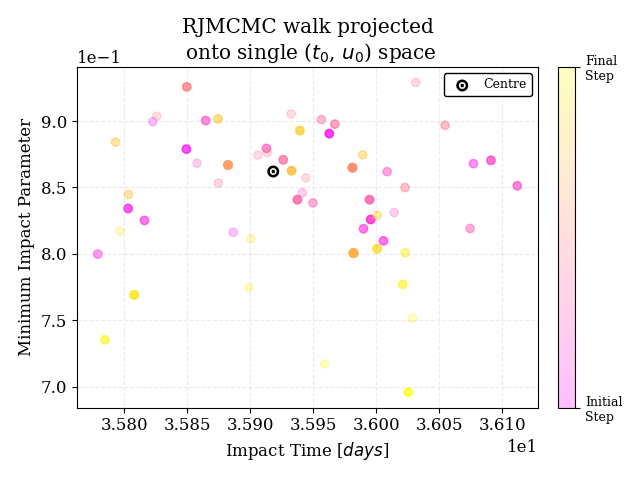 RJMCMC walk projected
onto single (t₀, u₀) space
1e−1
Final
Step
Centre
9.0
8.5
8.0
7.5
7.0
Minimum Impact Parameter
Initial
Step
3.580 3.585 3.590 3.595 3.600 3.605 3.610
1e1
Impact Time [days]